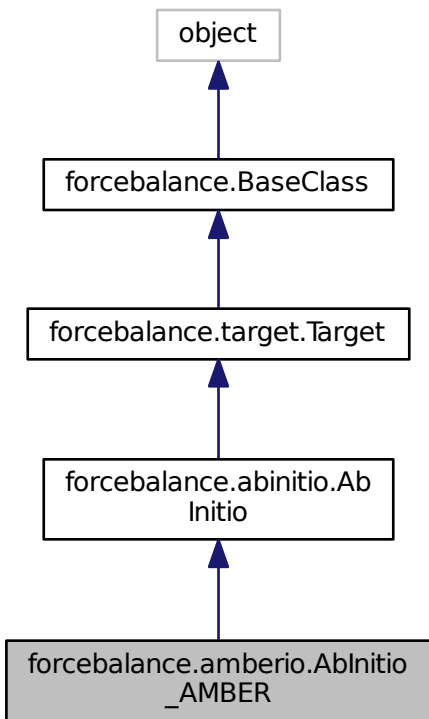 object
forcebalance.BaseClass
forcebalance.target.Target
forcebalance.abinitio.Ab
Initio
forcebalance.amberio.AbInitio
_AMBER